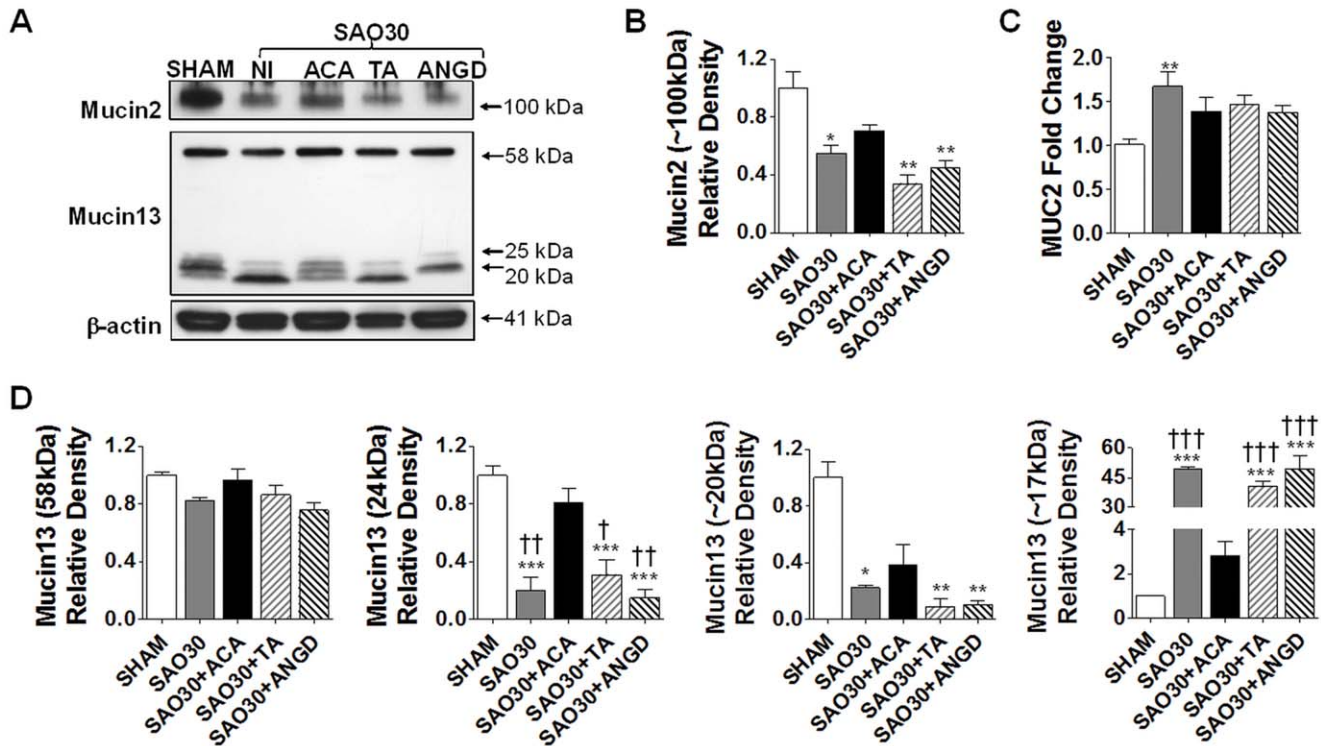 A
SAO30
SHAM NI ACA TA ANGD
Mucin2
100 kDa
58 kDa
Mucin13
25 kDa
20 kDa
β-actin
41 kDa
B
Mucin2 (~100kDa)
Relative Density
1.2
0.8
0.4
0.0
*
**
**
SHAM
SAO30
SAO30+ACA
SAO30+TA
SAO30+ANGD
C
MUC2 Fold Change
2.0
1.5
1.0
0.5
0.0
**
SHAM
SAO30
SAO30+ACA
SAO30+TA
SAO30+ANGD
D
Mucin13 (58kDa)
Relative Density
1.2
0.8
0.4
0.0
SHAM
SAO30
SAO30+ACA
SAO30+TA
SAO30+ANGD
Mucin13 (24kDa)
Relative Density
1.2
0.8
0.4
0.0
††
***
†
***
††
***
SHAM
SAO30
SAO30+ACA
SAO30+TA
SAO30+ANGD
Mucin13 (~20kDa)
Relative Density
1.2
0.8
0.4
0.0
*
**
**
SHAM
SAO30
SAO30+ACA
SAO30+TA
SAO30+ANGD
Mucin13 (~17kDa)
Relative Density
60
45
30
4
2
0
†††
***
†††
***
†††
***
SHAM
SAO30
SAO30+ACA
SAO30+TA
SAO30+ANGD